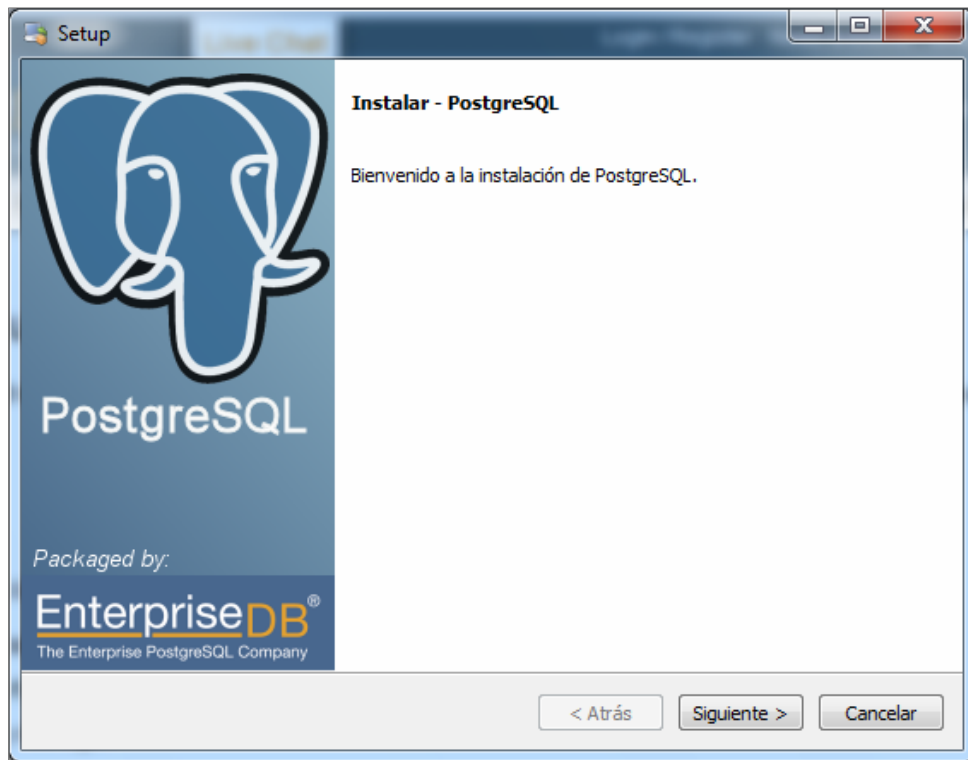 Setup
Instalar - PostgreSQL
Bienvenido a la instalación de PostgreSQL.
PostgreSQL
Packaged by:
EnterpriseDB®
The Enterprise PostgreSQL Company
< Atrás
Siguiente >
Cancelar